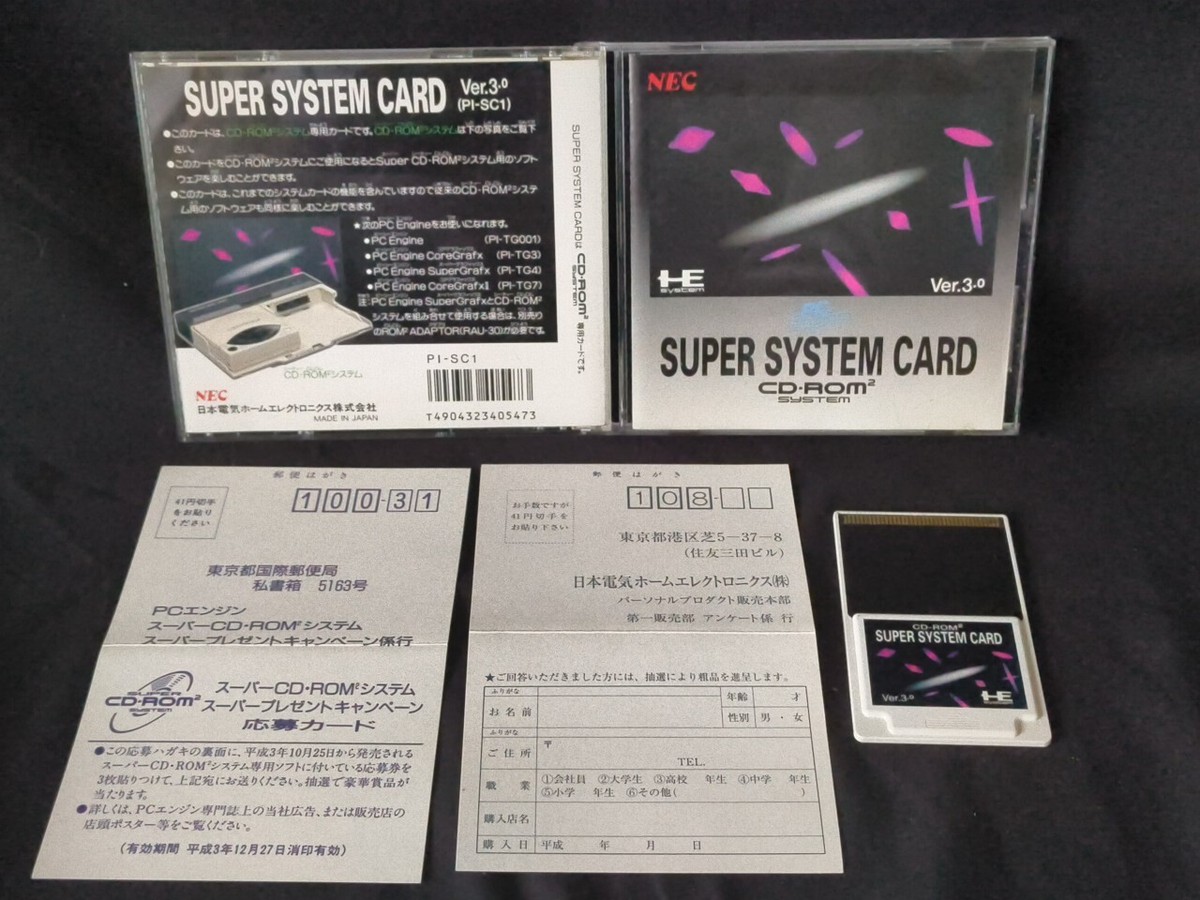 SUPER SYSTEM CARD Ver.3.0
(PI-SC1)
●このカードは、CD-ROM²システム専用カードです。CD-ROM²システムは下の写真をご覧下
さい。
●このカードをCD-ROM²システムにご使用になるとSuper CD-ROM²システム用のソフト
ウェアを楽しむことができます。
●このカードは、これまでのシステムカードの機能を含んでいますので従来のCD-ROM²システ
ム用のソフトウェアも同様に楽しむことができます。
★次のPC Engineをお使いになれます。
●PC Engine (PI-TG001)
●PC Engine CoreGrafx (PI-TG3)
●PC Engine SuperGrafx (PI-TG4)
●PC Engine CoreGrafxⅡ (PI-TG7)
注 PC Engine SuperGrafxとCD-ROM²
システムを組み合せて使用する場合は、別売り
のROM² ADAPTOR(RAU-30)が必要です。
CD-ROM²システム
PI-SC1
NEC
日本電気ホームエレクトロニクス株式会社
MADE IN JAPAN
T4904323405473
SUPER SYSTEM CARDは CD-ROM² SYSTEM 専用カードです。
NEC
HE
SYSTEM
Ver.3.0
SUPER SYSTEM CARD
CD-ROM²
SYSTEM
郵便はがき
41円切手
をお貼り
ください
100-31
東京都国際郵便局
私書箱 5163号
PCエンジン
スーパーCD-ROM²システム
スーパープレゼントキャンペーン係行
SUPER
CD-ROM²
SYSTEM
スーパーCD・ROM²システム
スーパープレゼントキャンペーン
応募カード
●この応募ハガキの裏面に、平成3年10月25日から発売される
スーパーCD・ROM²システム専用ソフトに付いている応募券を
3枚貼りつけて、上記宛にお送りください。抽選で豪華賞品が
当たります。
●詳しくは、PCエンジン専門誌上の当社広告、または販売店の
店頭ポスター等をご覧ください。
(有効期間 平成3年12月27日消印有効)
郵便はがき
お手数ですが
41円切手を
お貼り下さい
108-
東京都港区芝5-37-8
(住友三田ビル)
日本電気ホームエレクトロニクス(株)
パーソナルプロダクト販売本部
第一販売部 アンケート係 行
★ご回答いただきました方には、抽選により粗品を進呈します。
ふりがな
お名前
年齢 才
性別 男・女
ふりがな
ご住所 〒
TEL.
職業 ①会社員 ②大学生 ③高校 年生 ④中学 年生
⑤小学 年生 ⑥その他( )
購入店名
購入日 平成 年 月 日
CD-ROM²
SUPER SYSTEM CARD
Ver.3.0
HE
SYSTEM